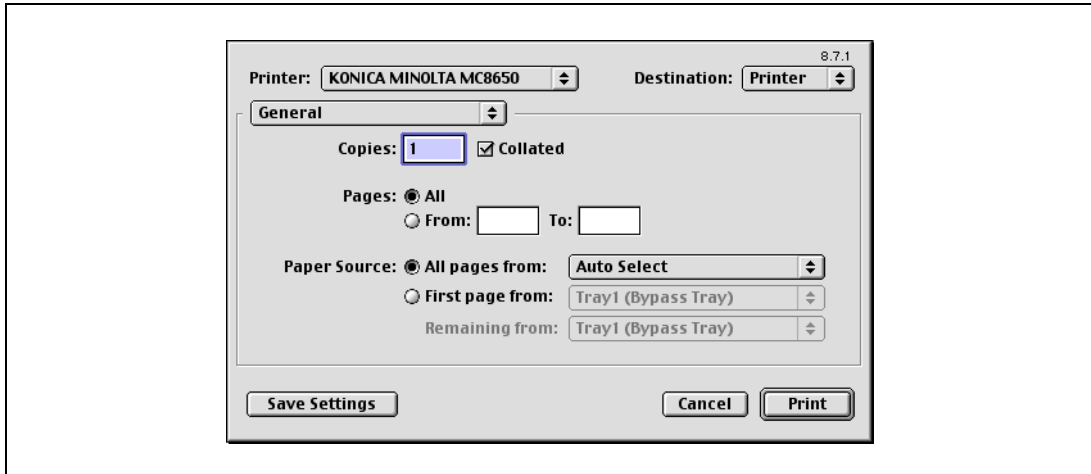 8.7.1
Printer: KONICA MINOLTA MC8650 Destination: Printer
General
Copies: 1 Collated
Pages: All
From: To:
Paper Source: All pages from: Auto Select
First page from: Tray1 (Bypass Tray)
Remaining from: Tray1 (Bypass Tray)
Save Settings Cancel Print